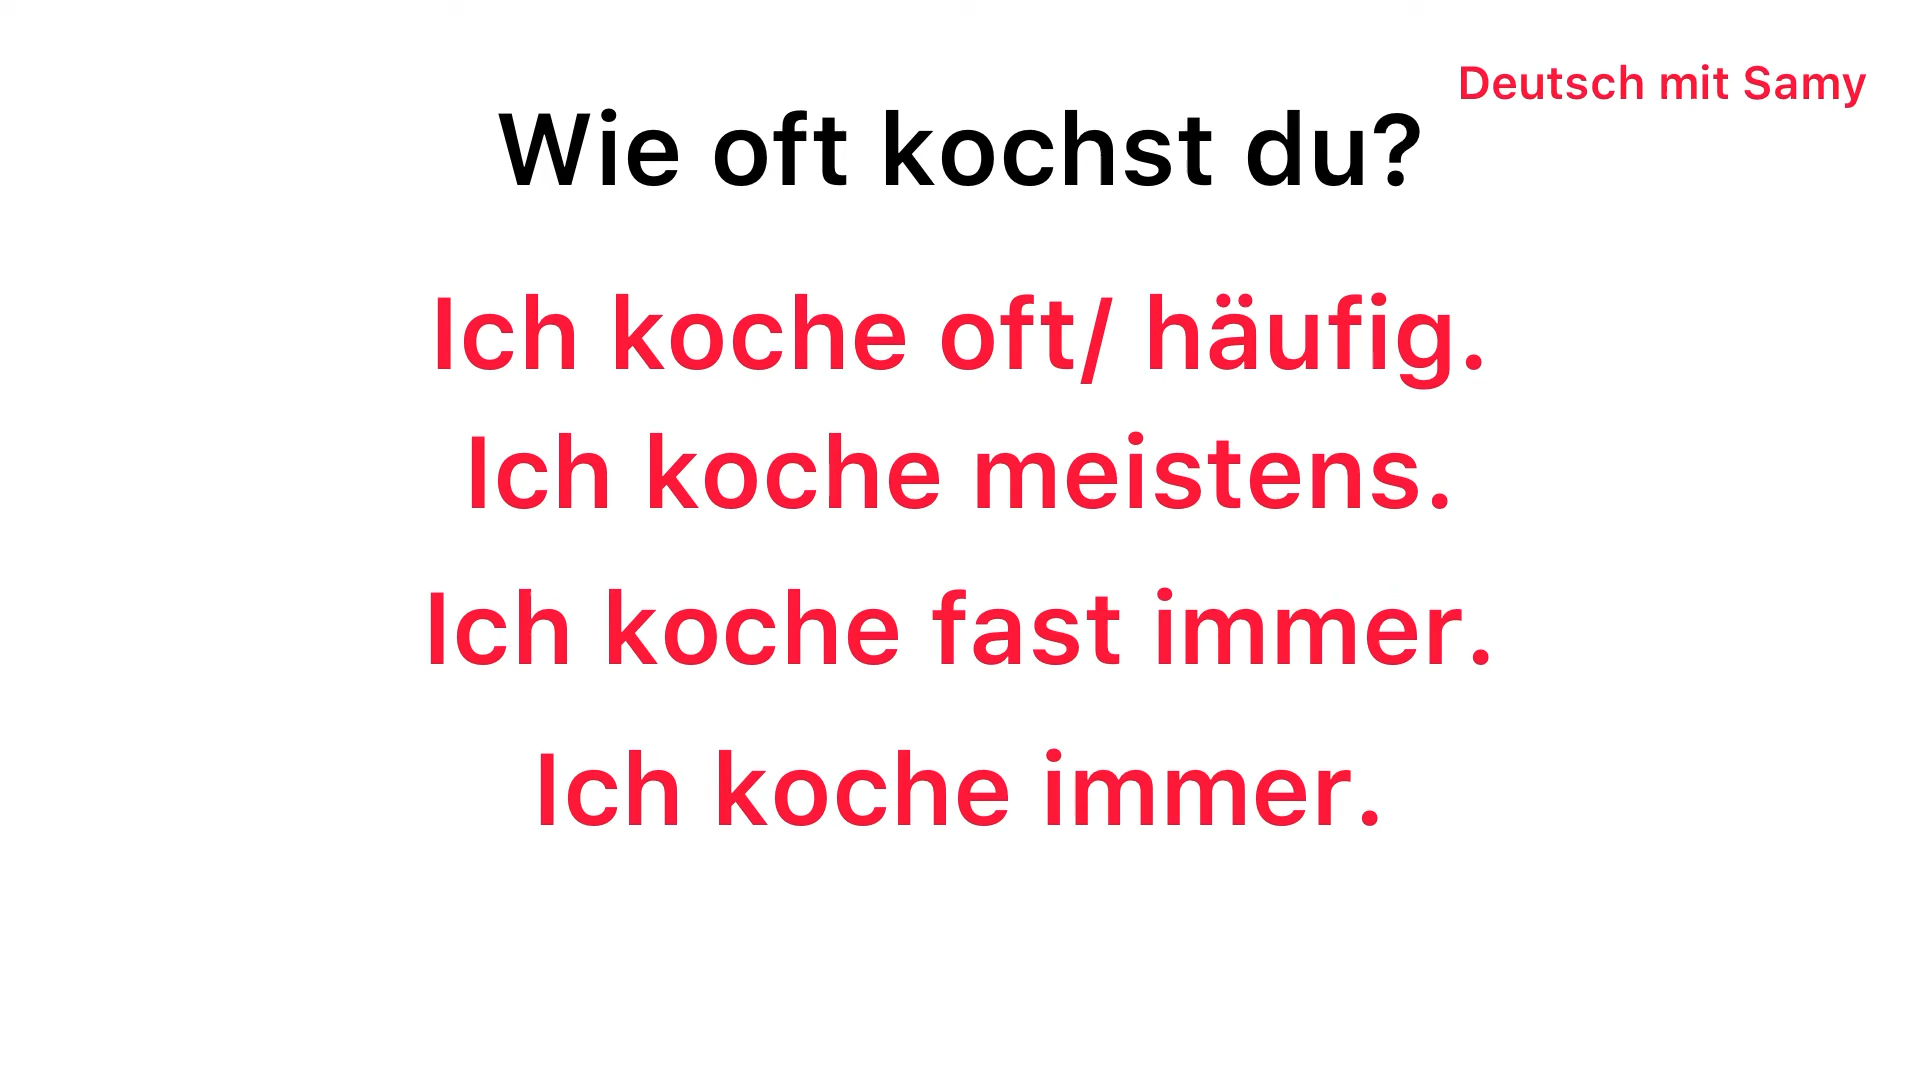 Deutsch mit Samy
Wie oft kochst du?
Ich koche oft/ häufig.
Ich koche meistens.
Ich koche fast immer.
Ich koche immer.